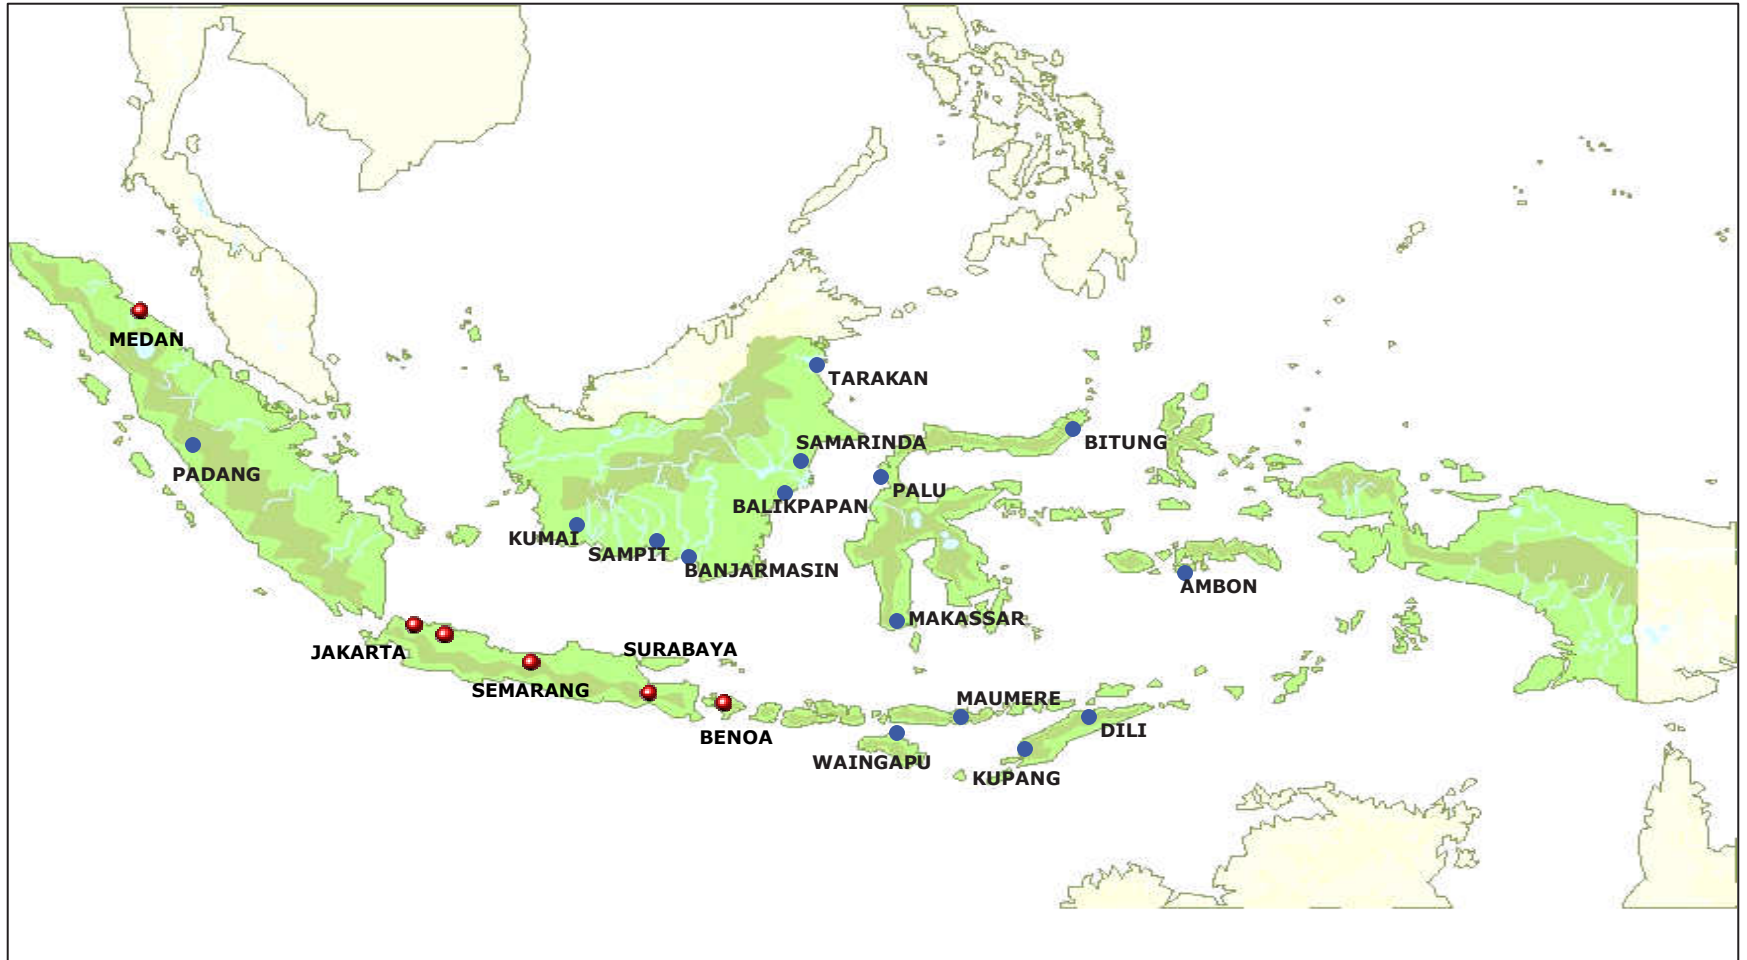 MEDAN
TARAKAN
SAMARINDA
BITUNG
PADANG
PALU
BALIKPAPAN
KUMAI
SAMPIT
BANJARMASIN
AMBON
MAKASSAR
JAKARTA
SURABAYA
SEMARANG
MAUMERE
BENOA
DILI
WAINGAPU
KUPANG